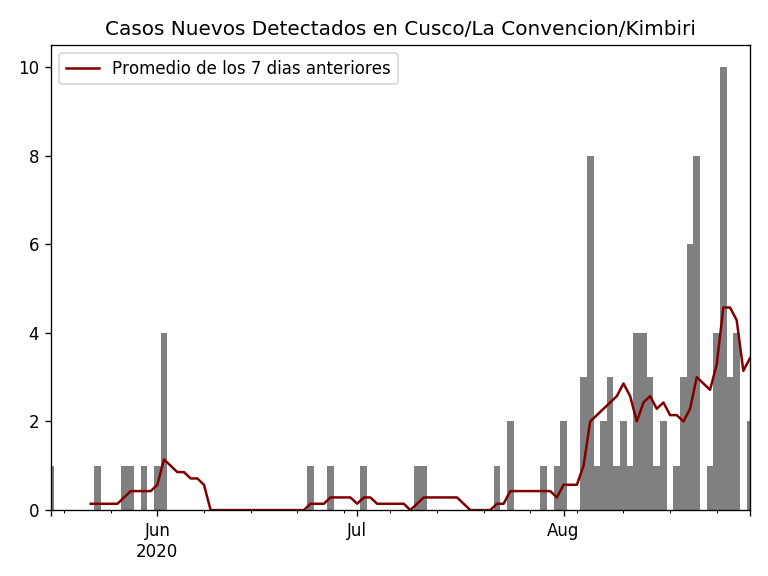 Casos Nuevos Detectados en Cusco/La Convencion/Kimbiri
Promedio de los 7 dias anteriores
10
8
6
4
2
0
Jun
2020
Jul
Aug